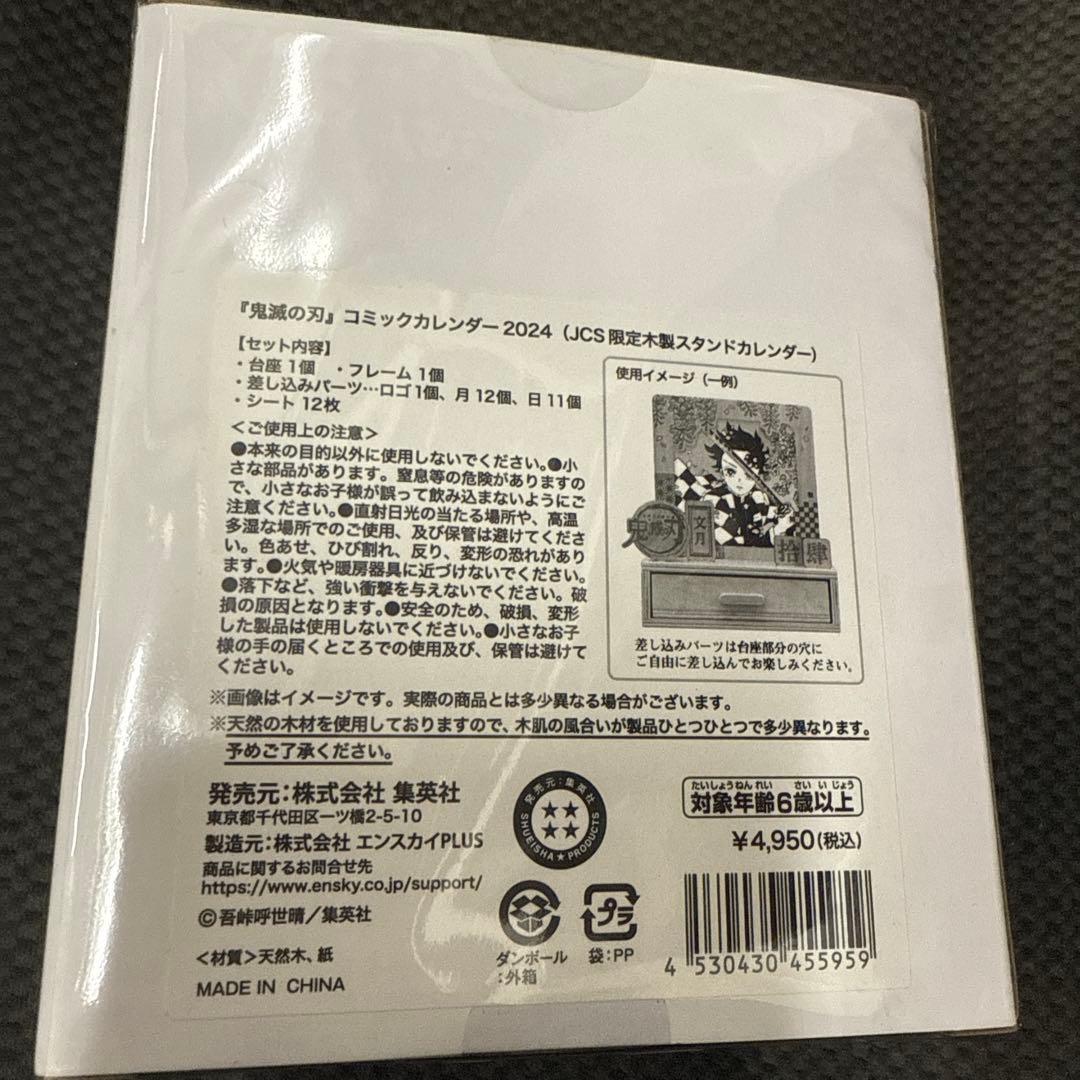 『鬼滅の刃』コミックカレンダー2024（JCS限定木製スタンドカレンダー)
【セット内容】
・台座 1個　・フレーム 1個
・差し込みパーツ…ロゴ1個、月12個、日11個
・シート 12枚
＜ご使用上の注意＞
●本来の目的以外に使用しないでください。●小
さな部品があります。窒息等の危険がありますの
で、小さなお子様が誤って飲み込まないようにご
注意ください。●直射日光の当たる場所や、高温
多湿な場所でのご使用、及び保管は避けてくださ
い。色あせ、ひび割れ、反り、変形の恐れがあり
ます。●火気や暖房器具に近づけないでください。
●落下など、強い衝撃を与えないでください。破
損の原因となります。●安全のため、破損、変形
した製品は使用しないでください。●小さなお子
様の手の届くところでの使用及び、保管は避けて
ください。
使用イメージ（一例）
鬼滅の刃
文月
拾肆
差し込みパーツは台座部分の穴に
ご自由に差し込んでお楽しみください。
※画像はイメージです。実際の商品とは多少異なる場合がございます。
※天然の木材を使用しておりますので、木肌の風合いが製品ひとつひとつで多少異なります。
予めご了承ください。
発売元：株式会社 集英社
東京都千代田区一ツ橋2-5-10
製造元：株式会社 エンスカイPLUS
商品に関するお問合せ先
https://www.ensky.co.jp/support/
©吾峠呼世晴／集英社
＜材質＞天然木、紙
MADE IN CHINA
発売元：集英社
SHUEISHA★PRODUCTS
たいしょうねんれい　さいいじょう
対象年齢6歳以上
￥4,950(税込)
ダンボール
：外箱
プラ
袋：PP
4 530430 455959